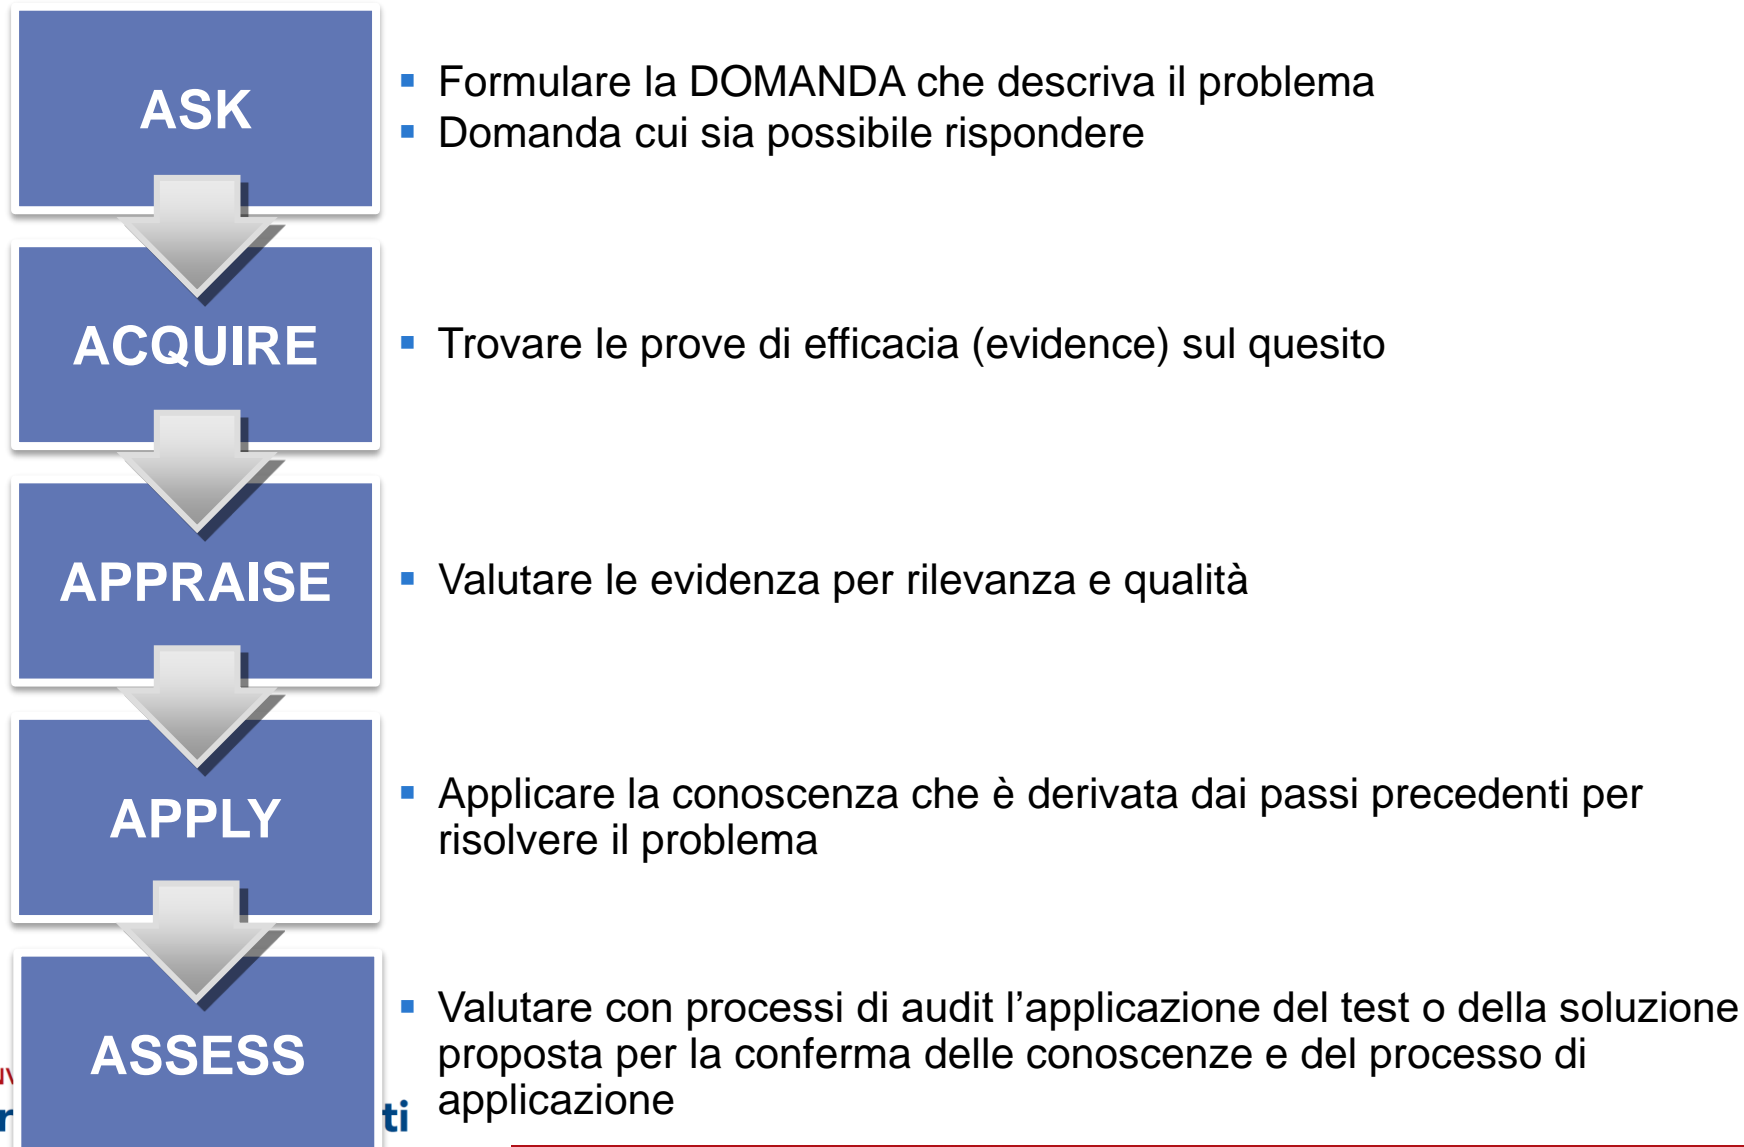 ASK
Formulare la DOMANDA che descriva il problema
Domanda cui sia possibile rispondere
ACQUIRE
Trovare le prove di efficacia (evidence) sul quesito
APPRAISE
Valutare le evidenza per rilevanza e qualità
APPLY
Applicare la conoscenza che è derivata dai passi precedenti per
risolvere il problema
ASSESS
Valutare con processi di audit l’applicazione del test o della soluzione
proposta per la conferma delle conoscenze e del processo di
applicazione
ti